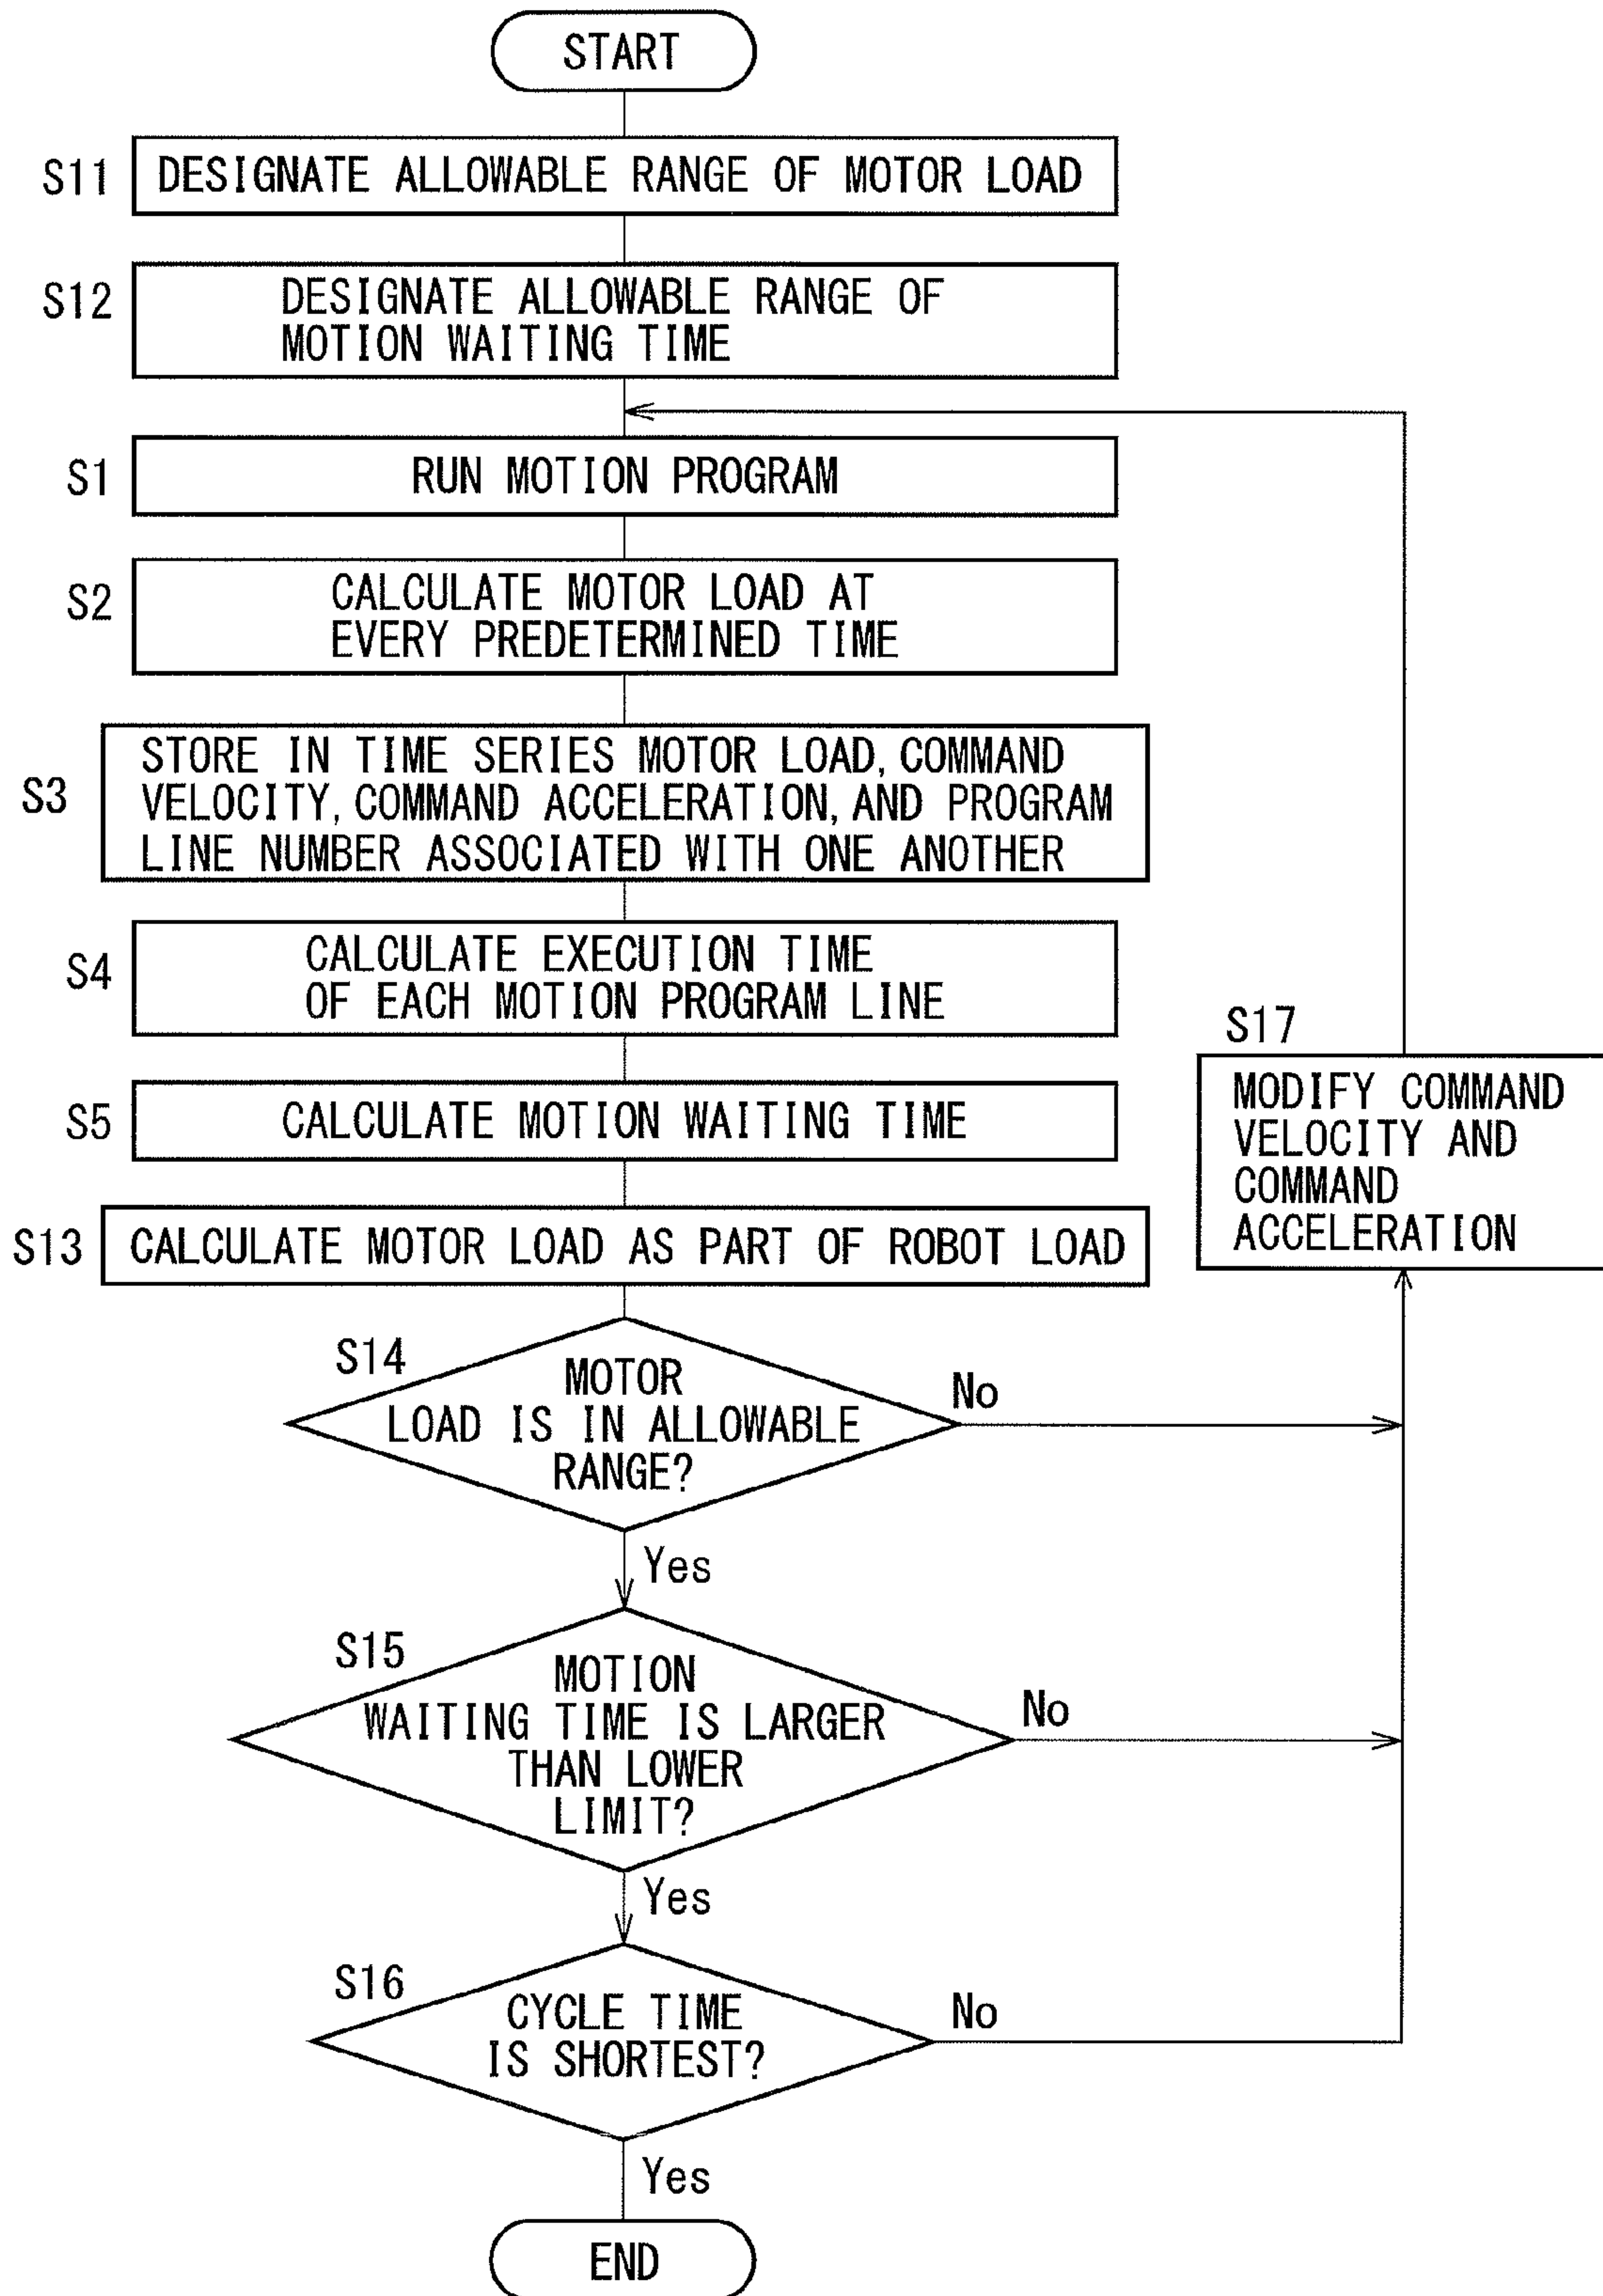 START
S11
DESIGNATE ALLOWABLE RANGE OF MOTOR LOAD
S12
DESIGNATE ALLOWABLE RANGE OF
MOTION WAITING TIME
S1
RUN MOTION PROGRAM
S2
CALCULATE MOTOR LOAD AT
EVERY PREDETERMINED TIME
S3
STORE IN TIME SERIES MOTOR LOAD, COMMAND
VELOCITY, COMMAND ACCELERATION, AND PROGRAM
LINE NUMBER ASSOCIATED WITH ONE ANOTHER
S4
CALCULATE EXECUTION TIME
OF EACH MOTION PROGRAM LINE
S5
CALCULATE MOTION WAITING TIME
S13
CALCULATE MOTOR LOAD AS PART OF ROBOT LOAD
S14
MOTOR
LOAD IS IN ALLOWABLE
RANGE?
No
Yes
S15
MOTION
WAITING TIME IS LARGER
THAN LOWER
LIMIT?
No
Yes
S16
CYCLE TIME
IS SHORTEST?
No
Yes
END
S17
MODIFY COMMAND
VELOCITY AND
COMMAND
ACCELERATION